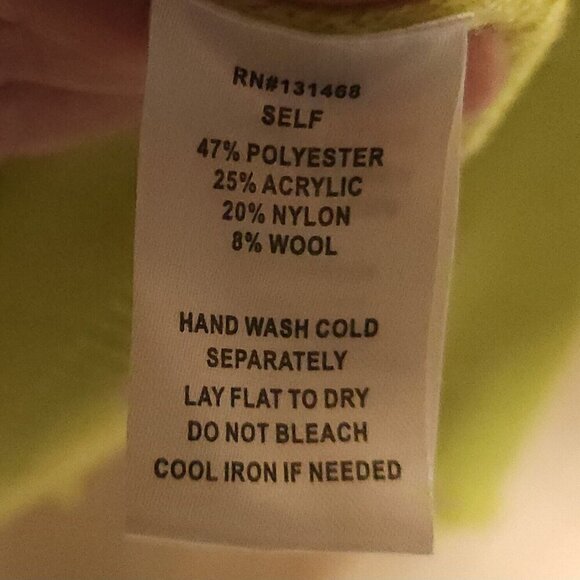 RN#131468
SELF
47% POLYESTER
25% ACRYLIC
20% NYLON
8% WOOL
HAND WASH COLD
SEPARATELY
LAY FLAT TO DRY
DO NOT BLEACH
COOL IRON IF NEEDED